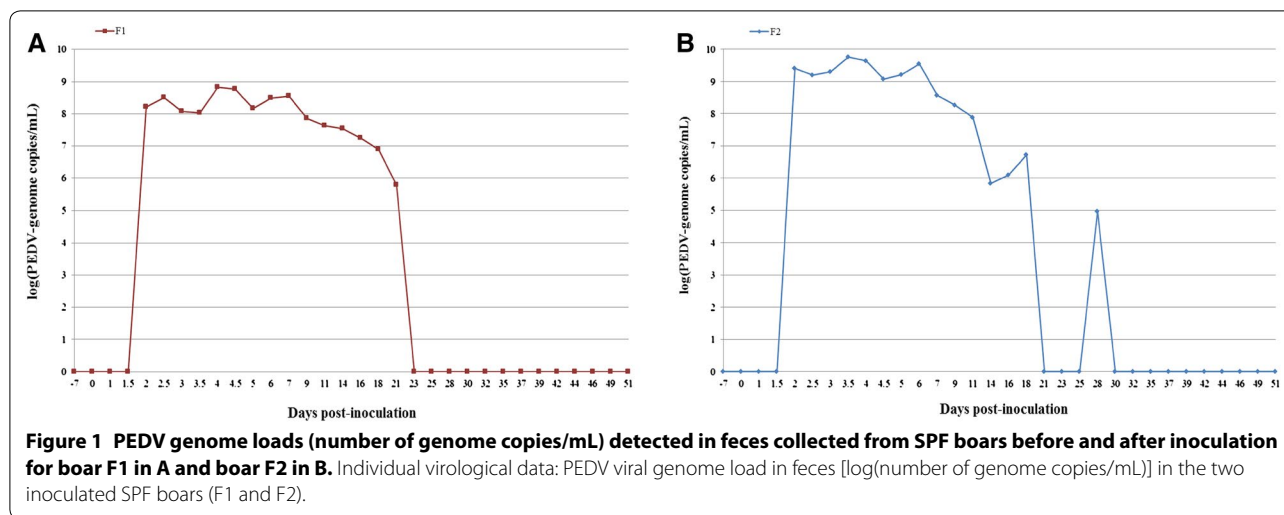 A
F1
10
9
8
7
6
5
4
3
2
1
0
log(PEDV-genome copies/mL)
-7 0 1 1.5 2 2.5 3 3.5 4 4.5 5 6 7 9 11 14 16 18 21 23 25 28 30 32 35 37 39 42 44 46 49 51
Days post-inoculation
B
F2
10
9
8
7
6
5
4
3
2
1
0
log(PEDV-genome copies/mL)
-7 0 1 1.5 2 2.5 3 3.5 4 4.5 5 6 7 9 11 14 16 18 21 23 25 28 30 32 35 37 39 42 44 46 49 51
Days post-inoculation
Figure 1 PEDV genome loads (number of genome copies/mL) detected in feces collected from SPF boars before and after inoculation
for boar F1 in A and boar F2 in B. Individual virological data: PEDV viral genome load in feces [log(number of genome copies/mL)] in the two
inoculated SPF boars (F1 and F2).